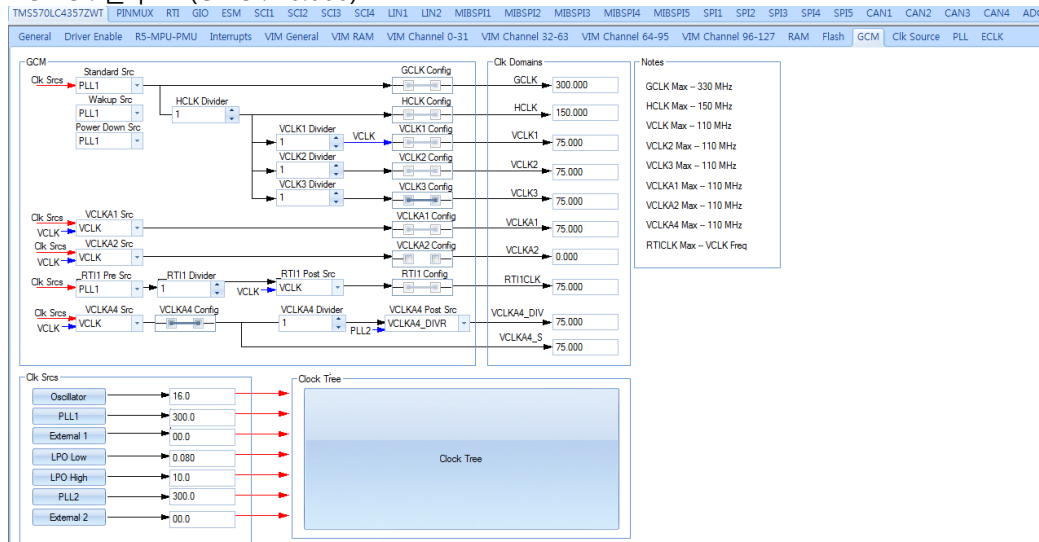 TMS570LC4357ZWT PINMUX RTI GIO ESM SCI1 SCI2 SCI3 SCI4 LIN1 LIN2 MIBSPI1 MIBSPI2 MIBSPI3 MIBSPI4 MIBSPI5 SPI1 SPI2 SPI3 SPI4 SPI5 CAN1 CAN2 CAN3 CAN4
General Driver Enable R5-MPU-PMU Interrupts VIM General VIM RAM VIM Channel 0-31 VIM Channel 32-63 VIM Channel 64-95 VIM Channel 96-127 RAM Flash GCM Clk Source PLL ECLK
GCM
Clk Domains
Notes
Standard Src
GCLK Config
Clk Srcs
PLL1
GCLK
300.000
GCLK Max -- 330 MHz
Wakup Src
HCLK Divider
HCLK Config
PLL1
1
HCLK
150.000
HCLK Max -- 150 MHz
Power Down Src
PLL1
VCLK1 Divider
VCLK
VCLK1 Config
1
VCLK1
75.000
VCLK Max -- 110 MHz
VCLK2 Divider
VCLK2 Config
1
VCLK2
75.000
VCLK2 Max -- 110 MHz
VCLK3 Divider
VCLK3 Config
1
VCLK3
75.000
VCLK3 Max -- 110 MHz
VCLKA1 Src
VCLKA1 Config
Clk Srcs
VCLK
VCLK
VCLKA1
75.000
VCLKA1 Max -- 110 MHz
VCLKA2 Src
VCLKA2 Config
Clk Srcs
VCLK
VCLK
VCLKA2
0.000
VCLKA2 Max -- 110 MHz
RTI1 Pre Src
RTI1 Divider
RTI1 Post Src
RTI1 Config
Clk Srcs
PLL1
1
VCLK
VCLK
RTI1CLK
75.000
VCLKA4 Max -- 110 MHz
RTICLK Max -- VCLK Freq
VCLKA4 Src
VCLKA4 Config
VCLKA4 Divider
VCLKA4 Post Src
Clk Srcs
VCLK
VCLK
1
PLL2
VCLKA4_DIVR
VCLKA4_DIV
75.000
VCLKA4_S
75.000
Clk Srcs
Clock Tree
Oscillator 16.0
PLL1 300.0
External 1 00.0
LPO Low 0.080
LPO High 10.0
PLL2 300.0
External 2 00.0
Clock Tree